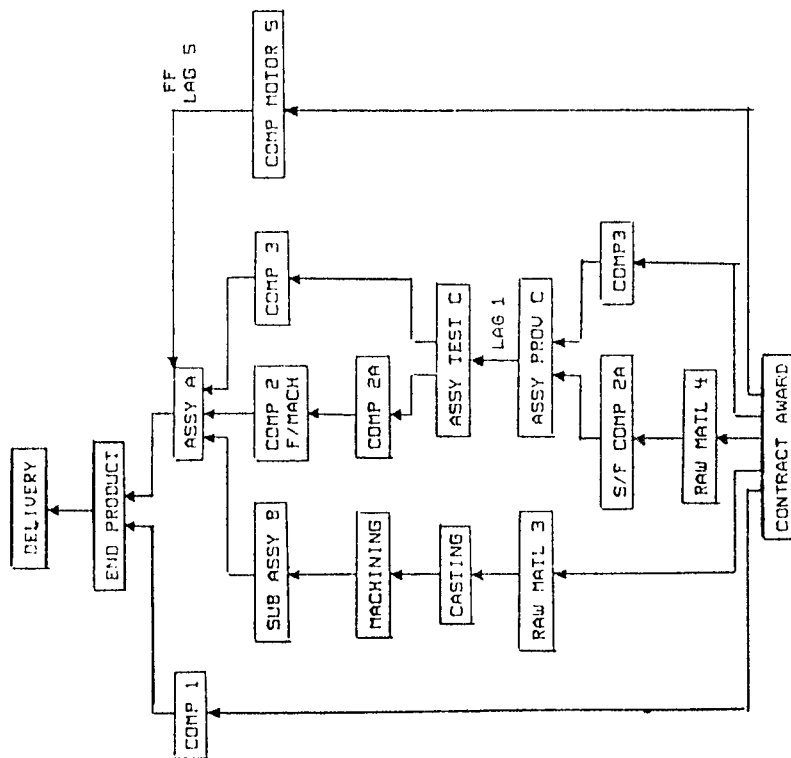 DELIVERY
END PRODUCT
COMP 1
ASSY A
FF
LAG 5
SUB ASSY B
COMP 2
F/MACH
COMP 3
COMP MOTOR 5
MACHINING
COMP 2A
CASTING
ASSY TEST C
LAG 1
RAW MATL 3
ASSY PROV C
S/F COMP 2A
COMP3
RAW MATL 4
CONTRACT AWARD